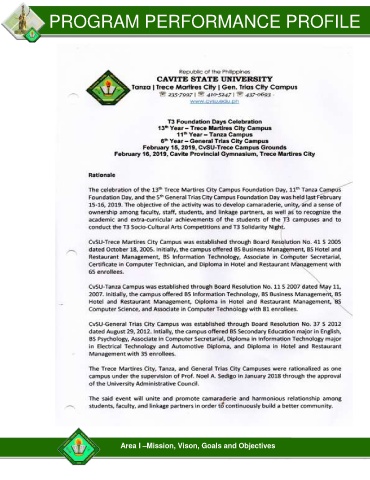 PROGRAM PERFORMANCE PROFILE
Republic of the Philippines
CAVITE STATE UNIVERSITY
Tanza | Trece Martires City | Gen. Trias City Campus
☏ 235-7997 | ☏ 410-5247 | ☏ 437-0693
www.cvsu.edu.ph
T3 Foundation Days Celebration
13th Year – Trece Martires City Campus
11th Year – Tanza Campus
6th Year – General Trias City Campus
February 15, 2019, CvSU-Trece Campus Grounds
February 16, 2019, Cavite Provincial Gymnasium, Trece Martires City
Rationale
The celebration of the 13th Trece Martires City Campus Foundation Day, 11th Tanza Campus
Foundation Day, and the 5th General Trias City Campus Foundation Day was held last February
15-16, 2019. The objective of the activity was to develop camaraderie, unity, and a sense of
ownership among faculty, staff, students, and linkage partners, as well as to recognize the
academic and extra-curricular achievements of the students of the T3 campuses and to
conduct the T3 Socio-Cultural Arts Competitions and T3 Solidarity Night.
CvSU-Trece Martires City Campus was established through Board Resolution No. 41 S 2005
dated October 18, 2005. Initially, the campus offered BS Business Management, BS Hotel and
Restaurant Management, BS Information Technology, Associate in Computer Secretarial,
Certificate in Computer Technician, and Diploma in Hotel and Restaurant Management with
65 enrollees.
CvSU-Tanza Campus was established through Board Resolution No. 11 S 2007 dated May 11,
2007. Initially, the campus offered BS Information Technology, BS Business Management, BS
Hotel and Restaurant Management, Diploma in Hotel and Restaurant Management, BS
Computer Science, and Associate in Computer Technology with 81 enrollees.
CvSU-General Trias City Campus was established through Board Resolution No. 37 S 2012
dated August 29, 2012. Intially, the campus offered BS Secondary Education major in English,
BS Psychology, Associate in Computer Secretarial, Diploma in Information Technology major
in Electrical Technology and Automotive Diploma, and Diploma in Hotel and Restaurant
Management with 35 enrollees.
The Trece Martires City, Tanza, and General Trias City Campuses were rationalized as one
campus under the supervision of Prof. Noel A. Sedigo in January 2018 through the approval
of the University Administrative Council.
The said event will unite and promote camaraderie and harmonious relationship among
students, faculty, and linkage partners in order to continuously build a better community.
Area I –Mission, Vison, Goals and Objectives